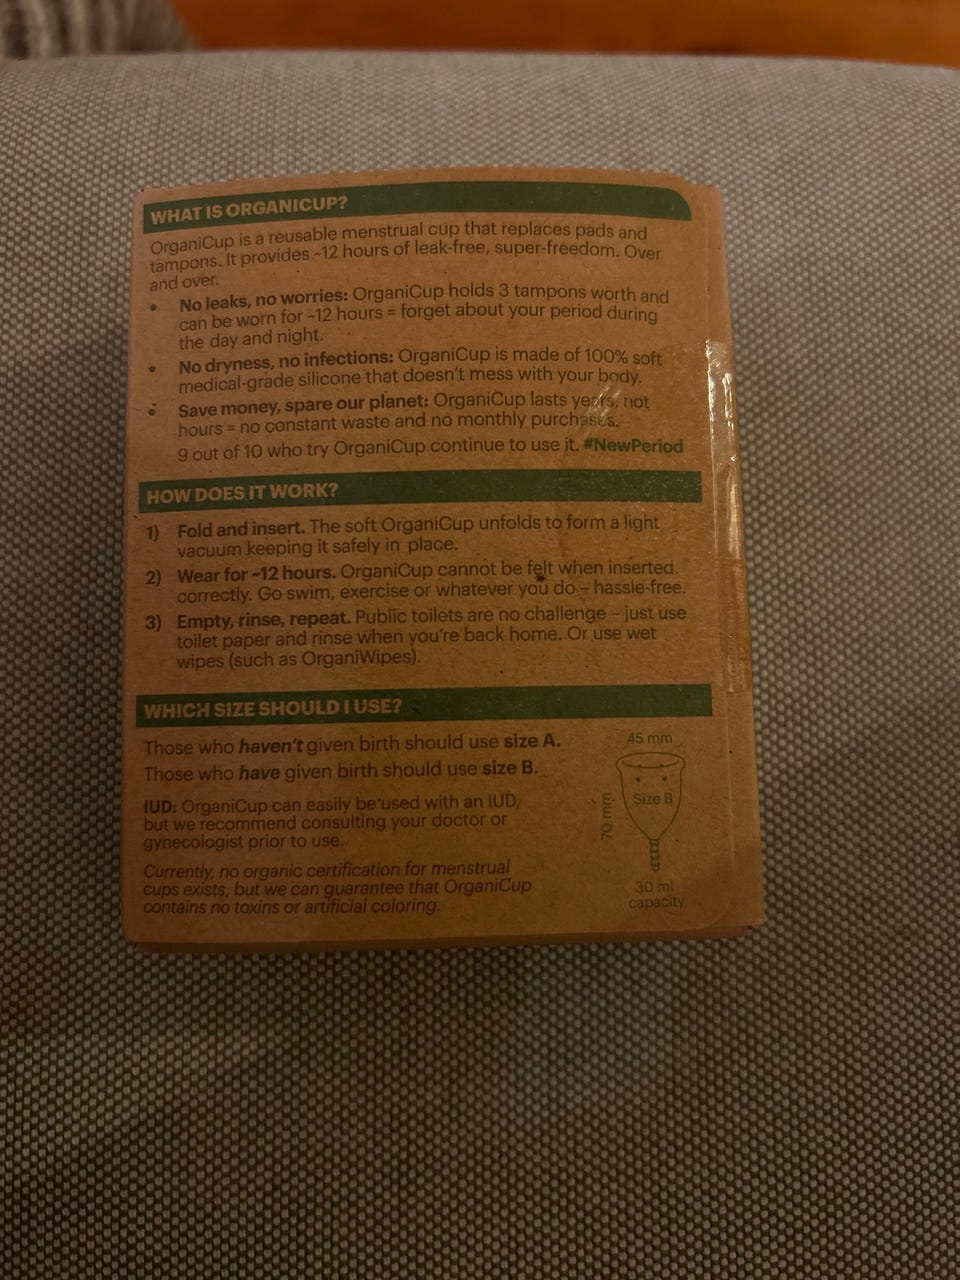 WHAT IS ORGANICUP?
OrganiCup is a reusable menstrual cup that replaces pads and
tampons. It provides ~12 hours of leak-free, super-freedom. Over
and over.
• No leaks, no worries: OrganiCup holds 3 tampons worth and
can be worn for ~12 hours = forget about your period during
the day and night.
• No dryness, no infections: OrganiCup is made of 100% soft
medical-grade silicone that doesn't mess with your body.
• Save money, spare our planet: OrganiCup lasts years, not
hours = no constant waste and no monthly purchases.
9 out of 10 who try OrganiCup continue to use it. #NewPeriod
HOW DOES IT WORK?
1) Fold and insert. The soft OrganiCup unfolds to form a light
vacuum keeping it safely in place.
2) Wear for ~12 hours. OrganiCup cannot be felt when inserted
correctly. Go swim, exercise or whatever you do – hassle-free.
3) Empty, rinse, repeat. Public toilets are no challenge – just use
toilet paper and rinse when you're back home. Or use wet
wipes (such as OrganiWipes).
WHICH SIZE SHOULD I USE?
Those who haven't given birth should use size A.
Those who have given birth should use size B.
IUD: OrganiCup can easily be used with an IUD,
but we recommend consulting your doctor or
gynecologist prior to use.
Currently, no organic certification for menstrual
cups exists, but we can guarantee that OrganiCup
contains no toxins or artificial coloring.
45 mm
Size B
70 mm
30 ml
capacity